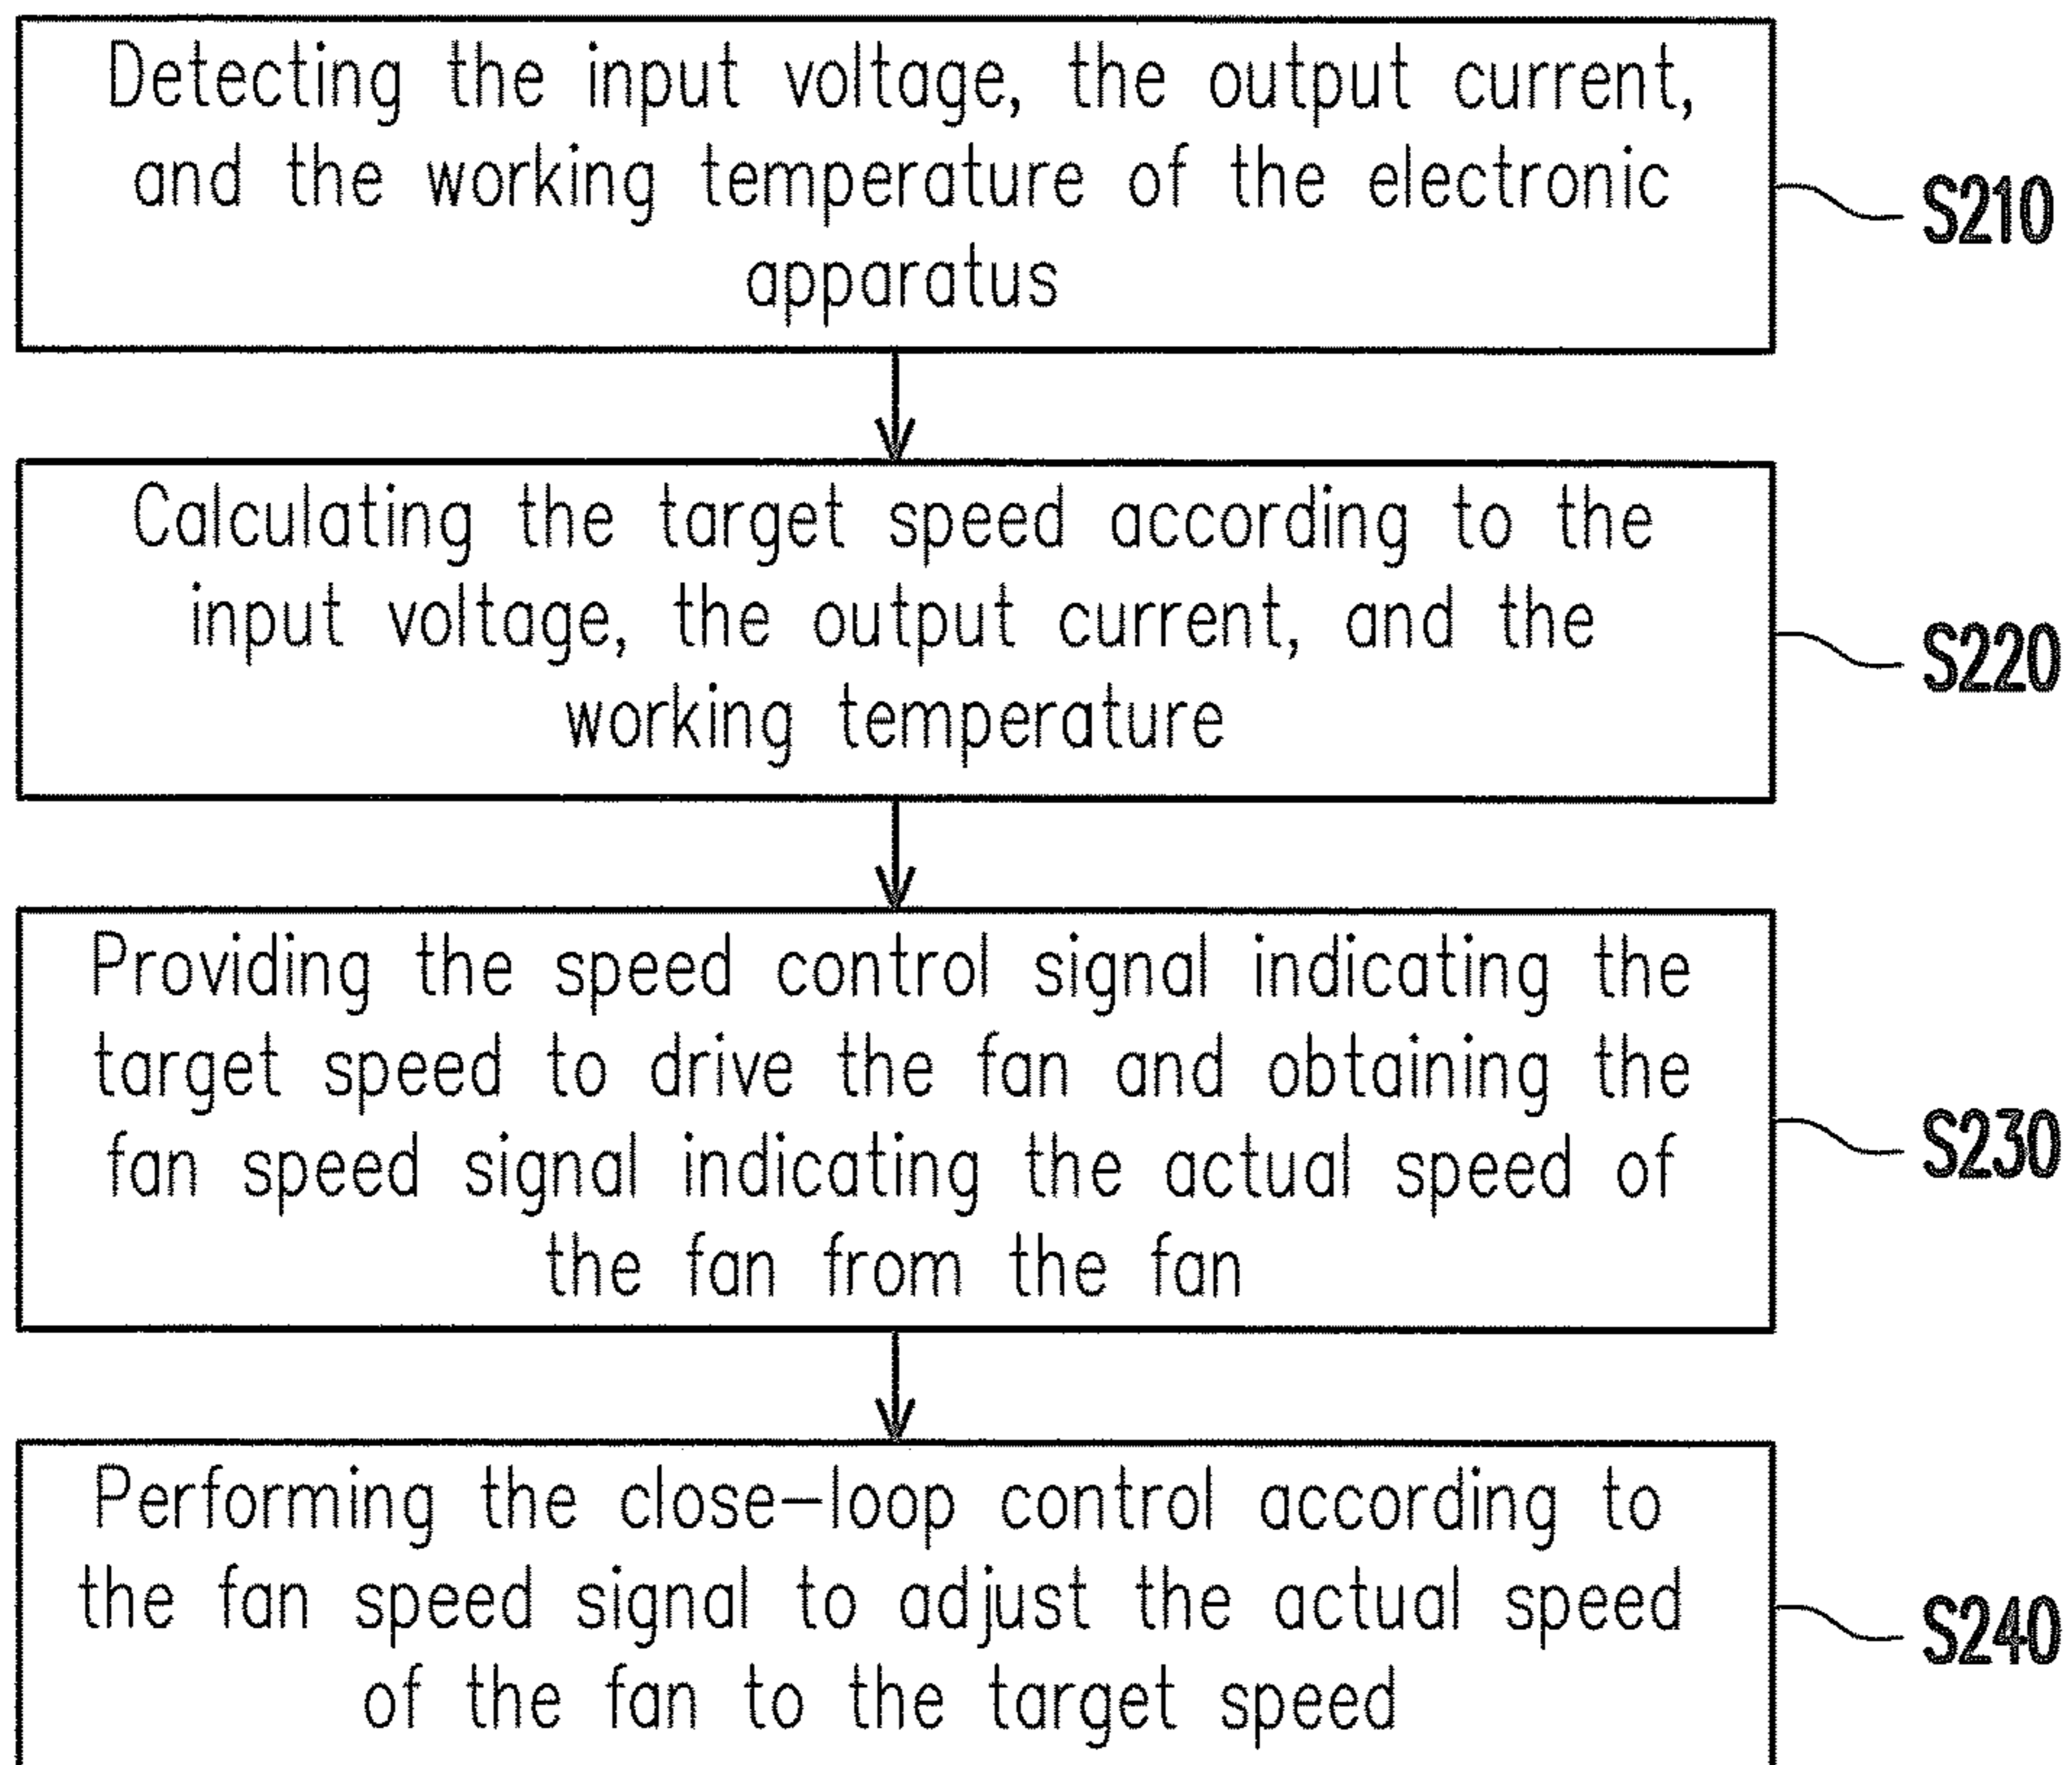 Detecting the input voltage, the output current,
and the working temperature of the electronic
apparatus
S210
Calculating the target speed according to the
input voltage, the output current, and the
working temperature
S220
Providing the speed control signal indicating the
target speed to drive the fan and obtaining the
fan speed signal indicating the actual speed of
the fan from the fan
S230
Performing the close-loop control according to
the fan speed signal to adjust the actual speed
of the fan to the target speed
S240